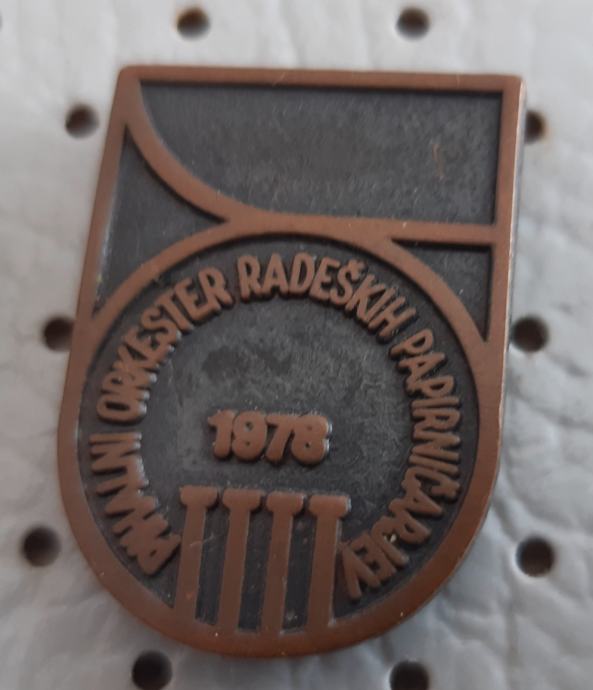 PIHALNI ORKESTER RADEŠKIH PAPIRNIČARJEV
1978